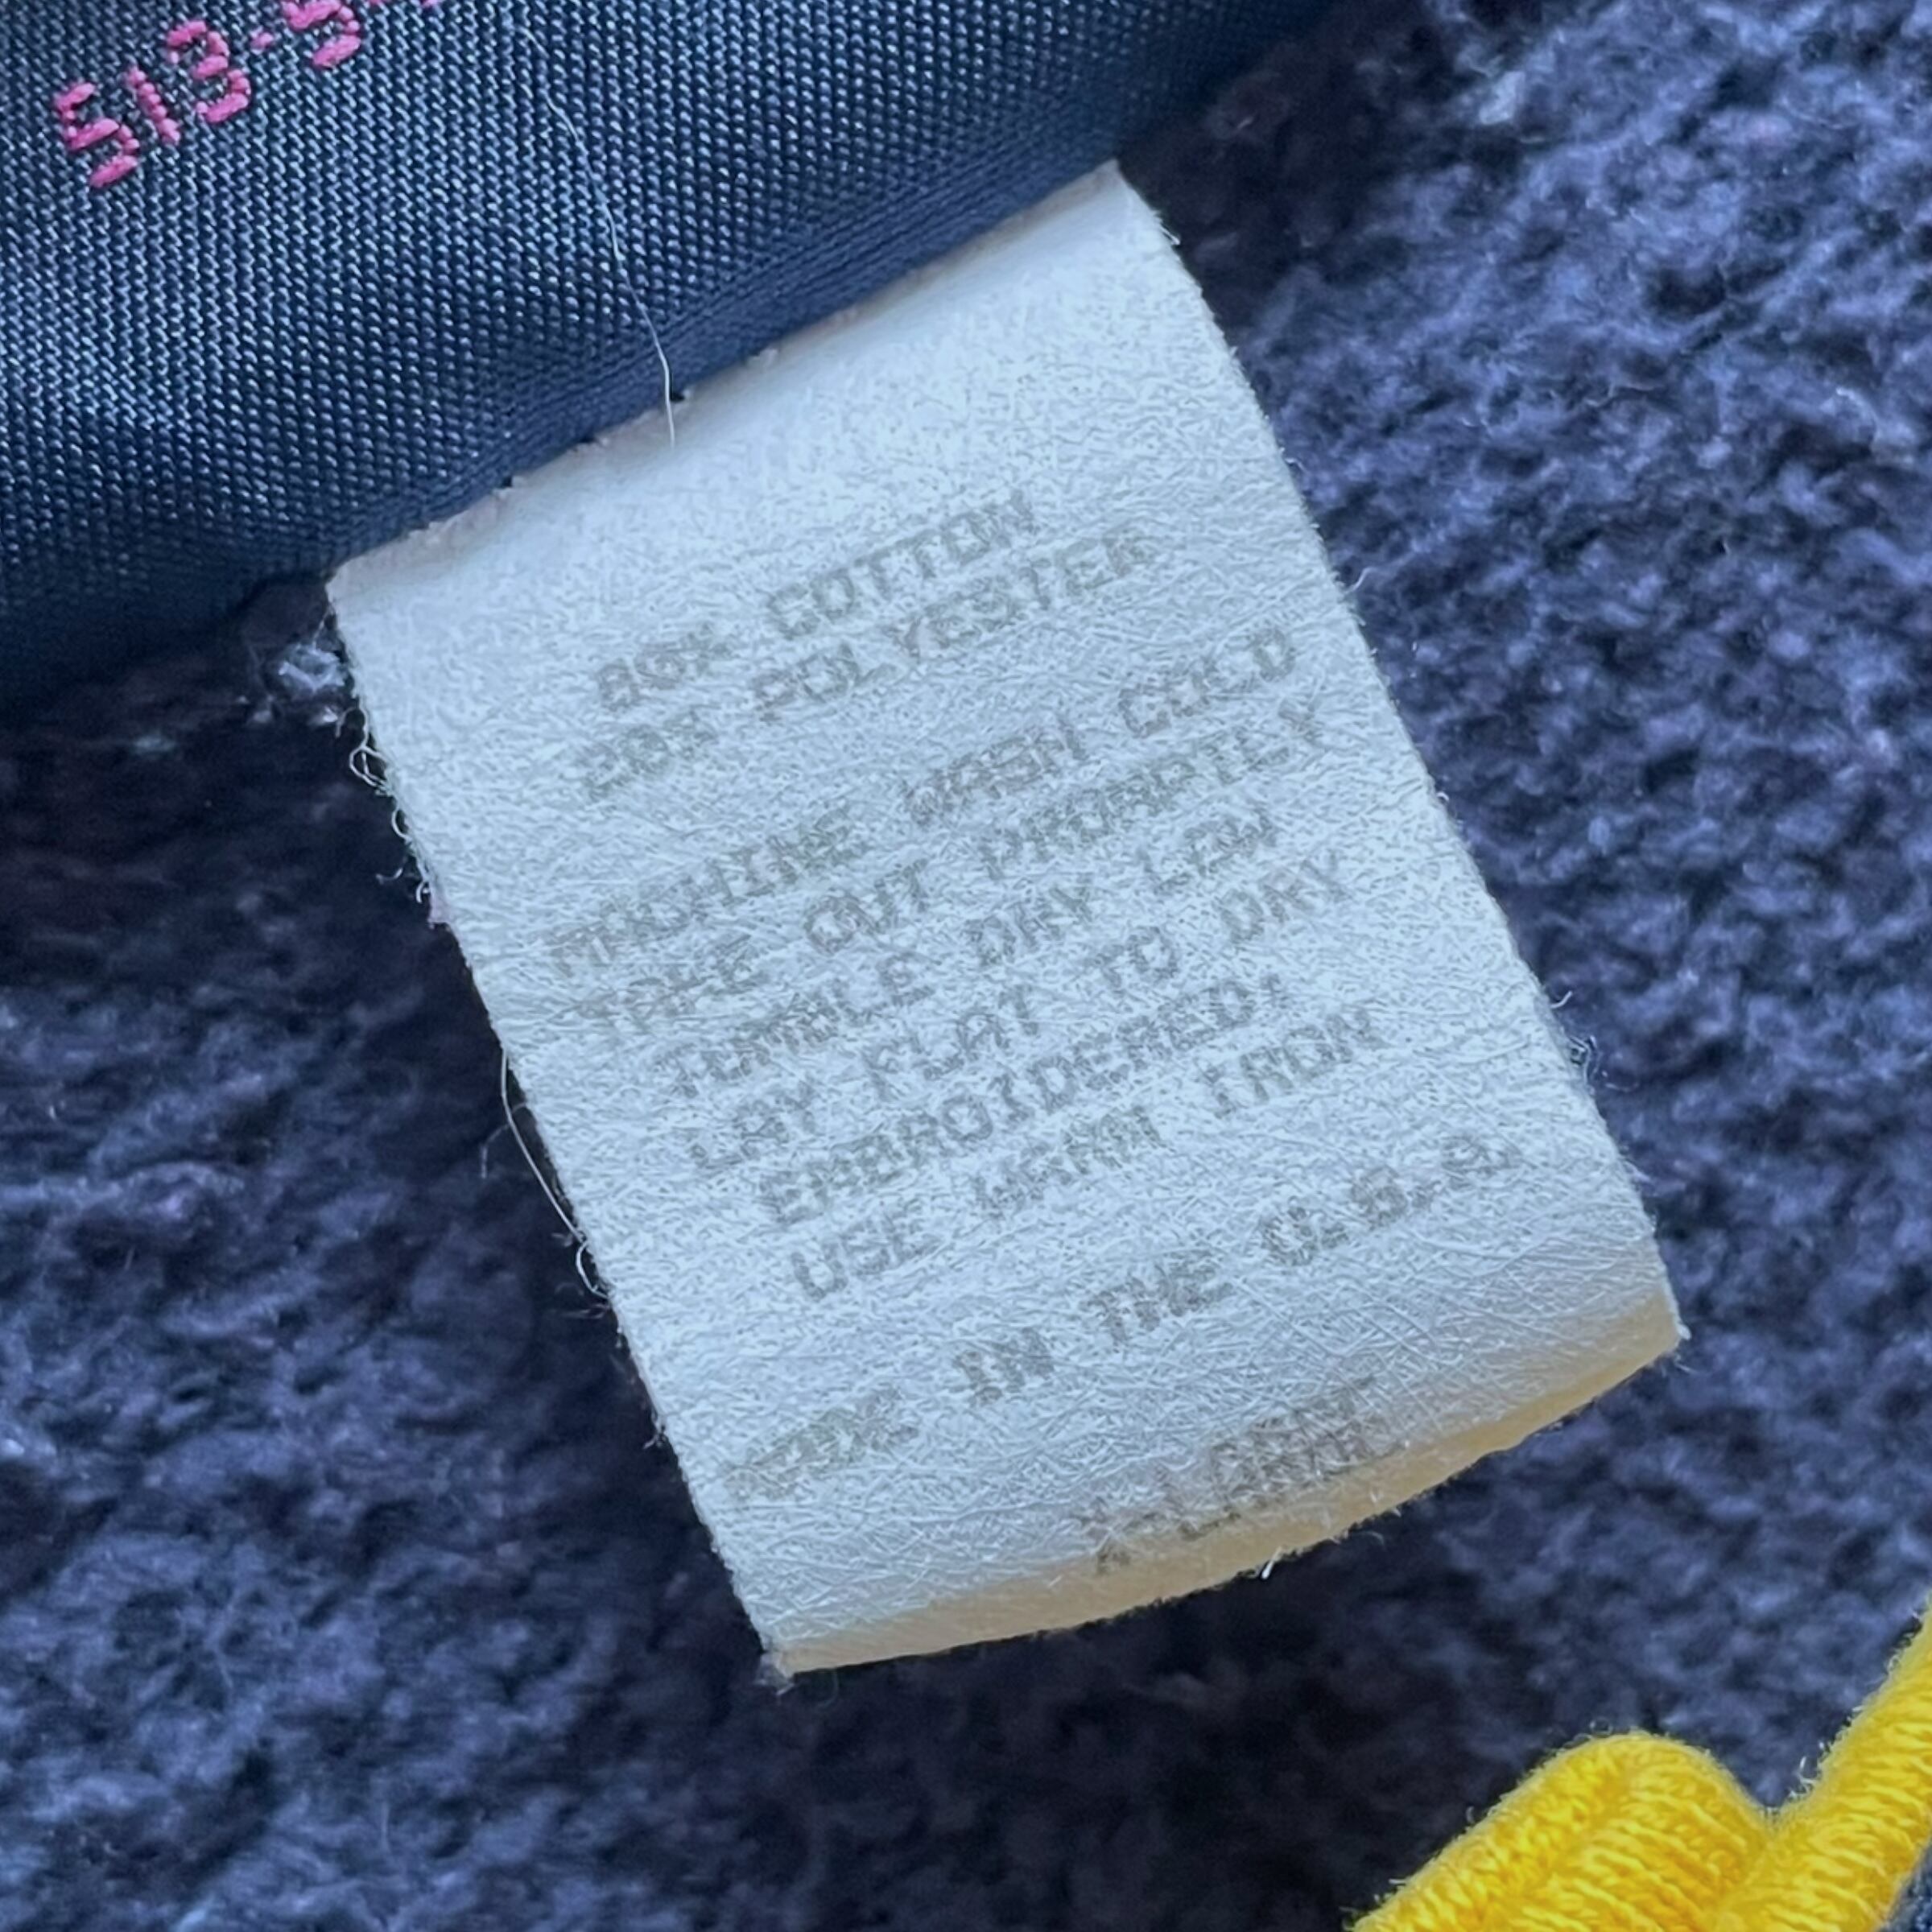 513-5
80% COTTON
20% POLYESTER
MACHINE WASH COLD
TAKE OUT PROMPTLY
TUMBLE DRY LOW
LAY FLAT TO DRY
EMBROIDERED:
USE WARM IRON
MADE IN THE U.S.A.
X-LARGE